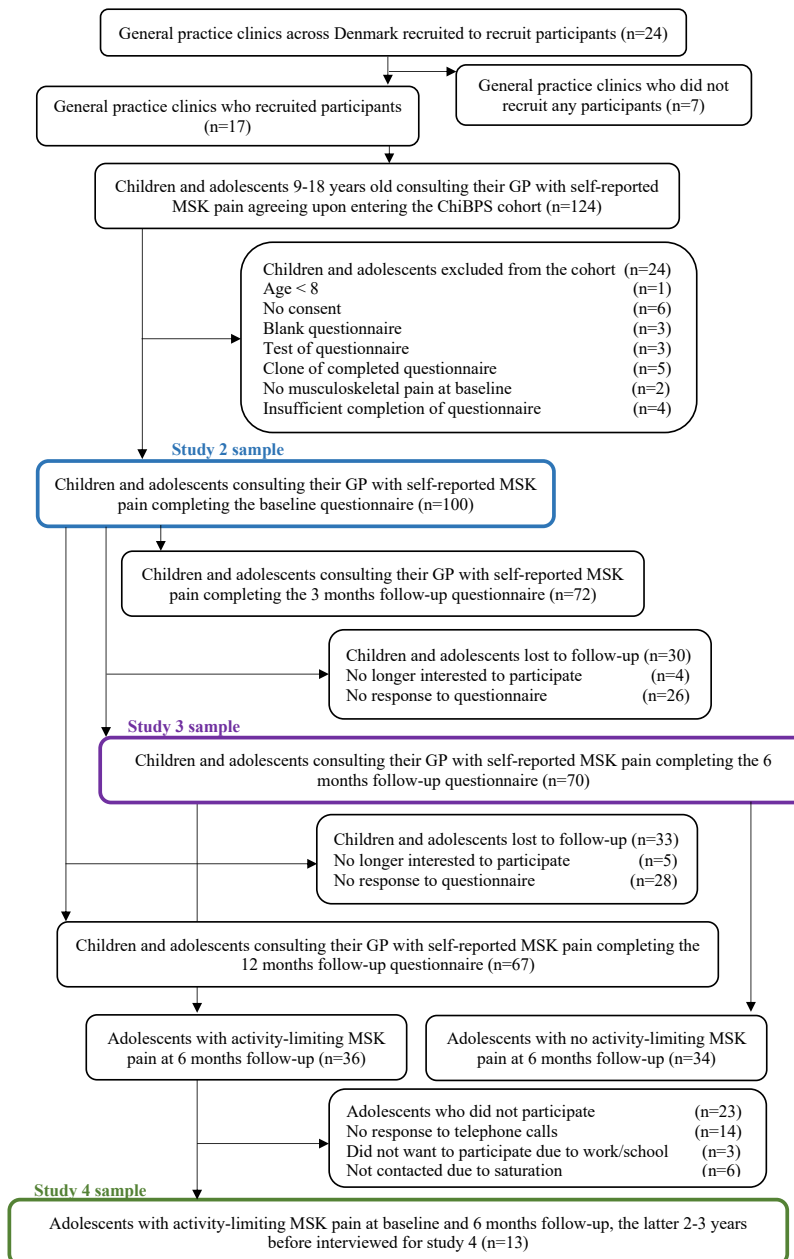 General practice clinics across Denmark recruited to recruit participants (n=24)
General practice clinics who did not
recruit any participants (n=7)
General practice clinics who recruited participants
(n=17)
Children and adolescents 9-18 years old consulting their GP with self-reported
MSK pain agreeing upon entering the ChiBPS cohort (n=124)
Children and adolescents excluded from the cohort (n=24)
Age < 8 (n=1)
No consent (n=6)
Blank questionnaire (n=3)
Test of questionnaire (n=3)
Clone of completed questionnaire (n=5)
No musculoskeletal pain at baseline (n=2)
Insufficient completion of questionnaire (n=4)
Study 2 sample
Children and adolescents consulting their GP with self-reported MSK
pain completing the baseline questionnaire (n=100)
Children and adolescents consulting their GP with self-reported MSK
pain completing the 3 months follow-up questionnaire (n=72)
Children and adolescents lost to follow-up (n=30)
No longer interested to participate (n=4)
No response to questionnaire (n=26)
Study 3 sample
Children and adolescents consulting their GP with self-reported MSK pain completing the 6
months follow-up questionnaire (n=70)
Children and adolescents lost to follow-up (n=33)
No longer interested to participate (n=5)
No response to questionnaire (n=28)
Children and adolescents consulting their GP with self-reported MSK pain completing the
12 months follow-up questionnaire (n=67)
Adolescents with activity-limiting MSK
pain at 6 months follow-up (n=36)
Adolescents with no activity-limiting MSK
pain at 6 months follow-up (n=34)
Adolescents who did not participate (n=23)
No response to telephone calls (n=14)
Did not want to participate due to work/school (n=3)
Not contacted due to saturation (n=6)
Study 4 sample
Adolescents with activity-limiting MSK pain at baseline and 6 months follow-up, the latter 2-3 years
before interviewed for study 4 (n=13)